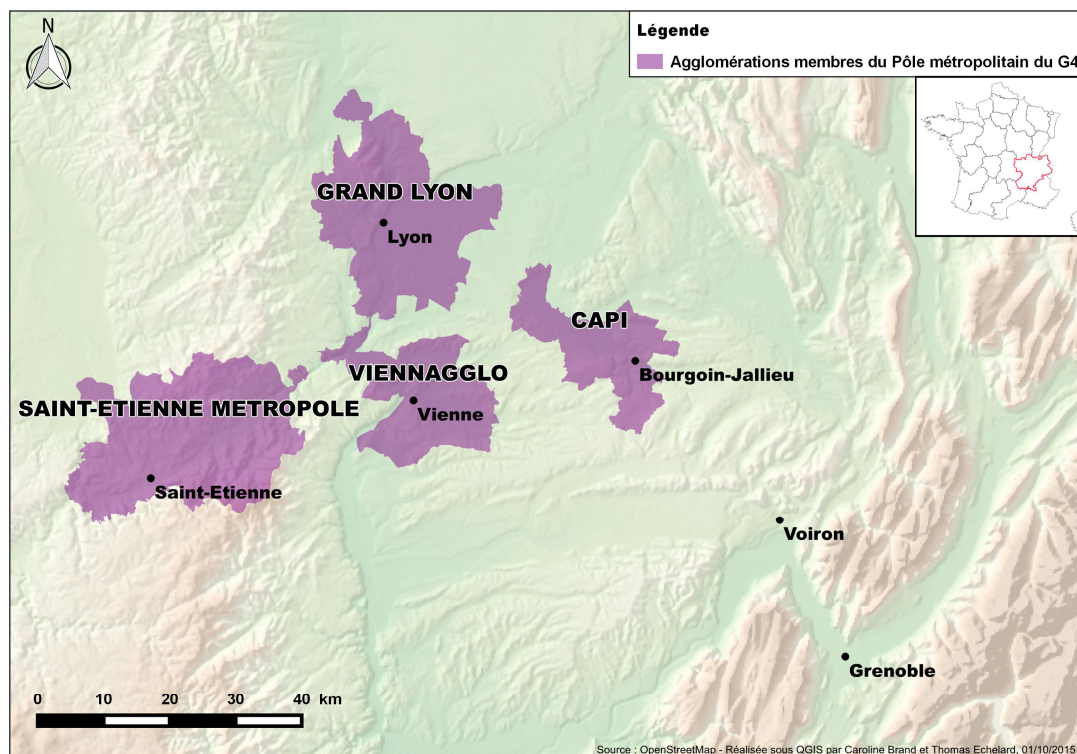 N
Légende
Agglomérations membres du Pôle métropolitain du G4
GRAND LYON
Lyon
CAPI
Bourgoin-Jallieu
VIENNAGGLO
Vienne
SAINT-ETIENNE METROPOLE
Saint-Etienne
Voiron
Grenoble
0 10 20 30 40 km
Source : OpenStreetMap - Réalisée sous QGIS par Caroline Brand et Thomas Echelard, 01/10/2015